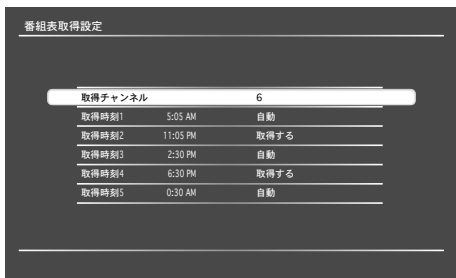 番組表取得設定
取得チャンネル 6
取得時刻1 5:05 AM 自動
取得時刻2 11:05 PM 取得する
取得時刻3 2:30 PM 自動
取得時刻4 6:30 PM 取得する
取得時刻5 0:30 AM 自動